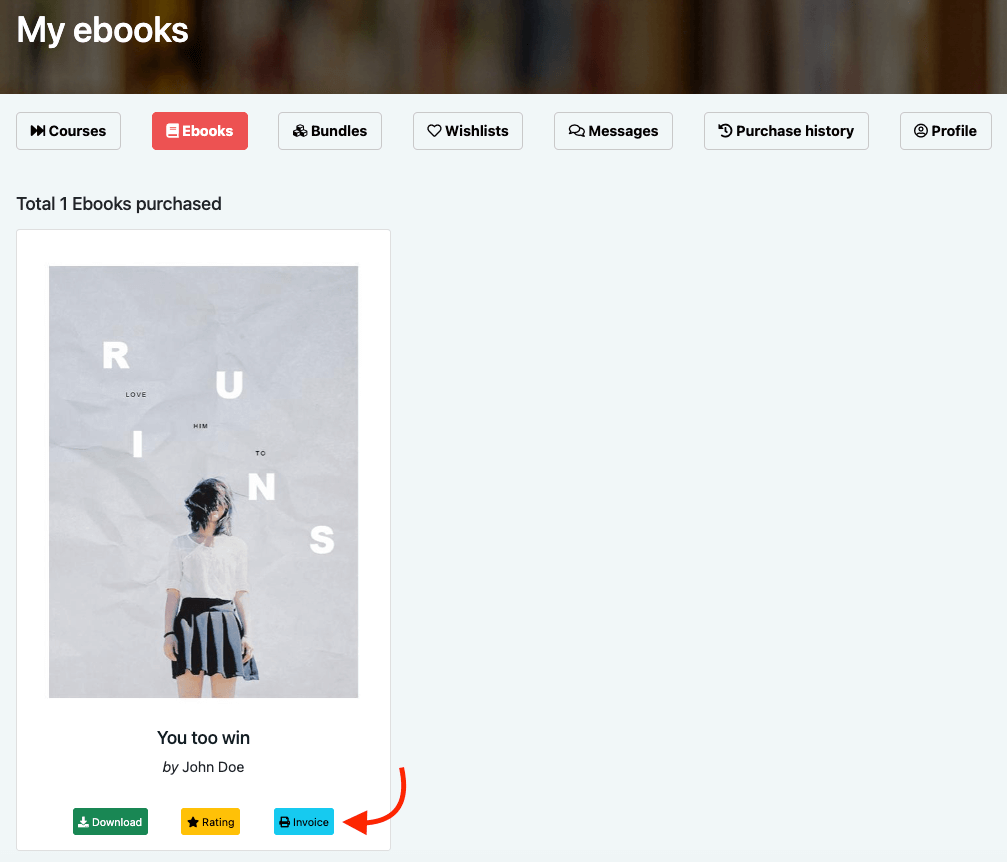 My ebooks
Courses Ebooks Bundles Wishlists Messages Purchase history Profile
Total 1 Ebooks purchased
R
U
LOVE
HIM
I
TO
N
S
You too win
by John Doe
Download Rating Invoice